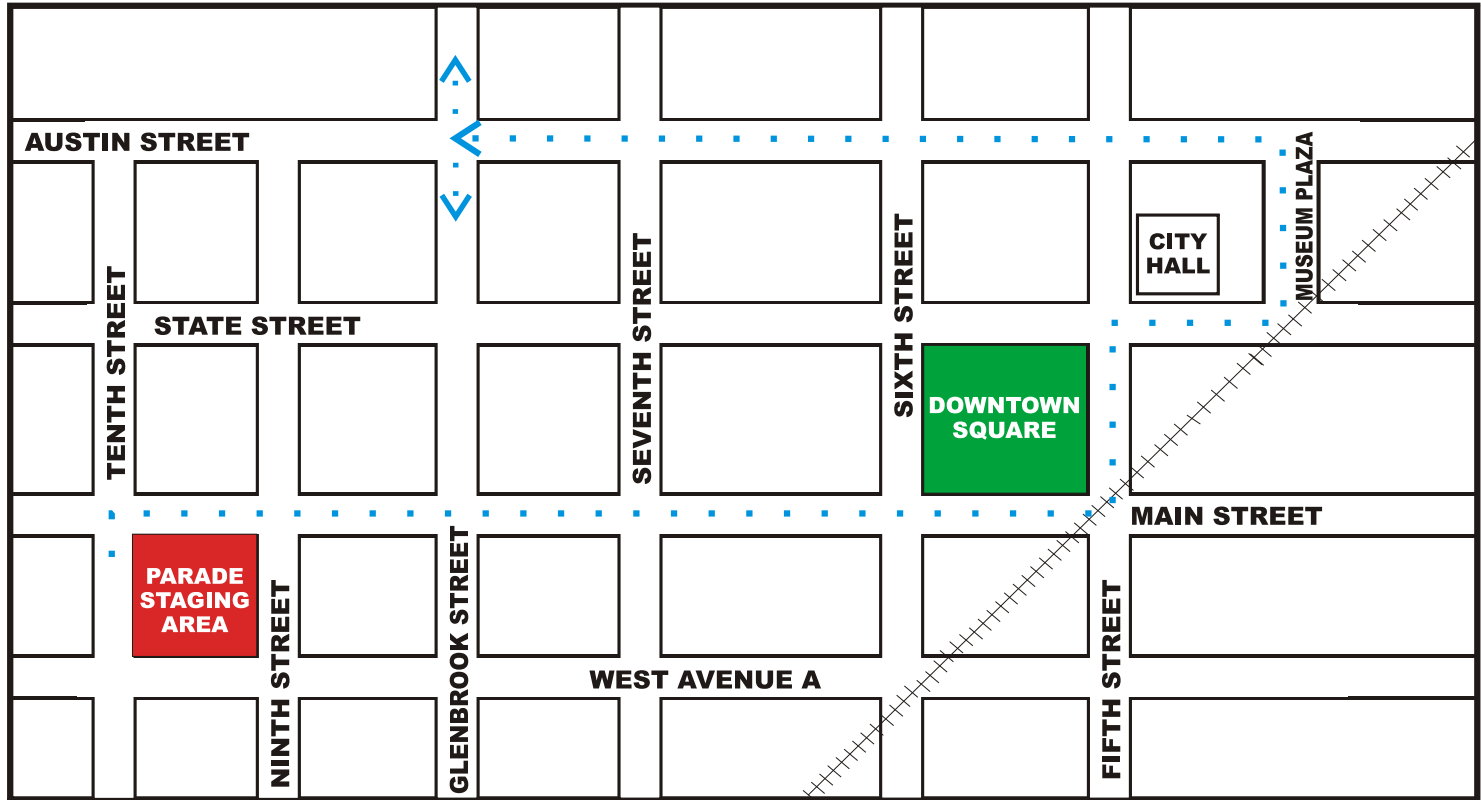 AUSTIN STREET
MUSEUM PLAZA
CITY
HALL
TENTH STREET
STATE STREET
SEVENTH STREET
SIXTH STREET
DOWNTOWN
SQUARE
MAIN STREET
PARADE
STAGING
AREA
NINTH STREET
GLENBROOK STREET
WEST AVENUE A
FIFTH STREET